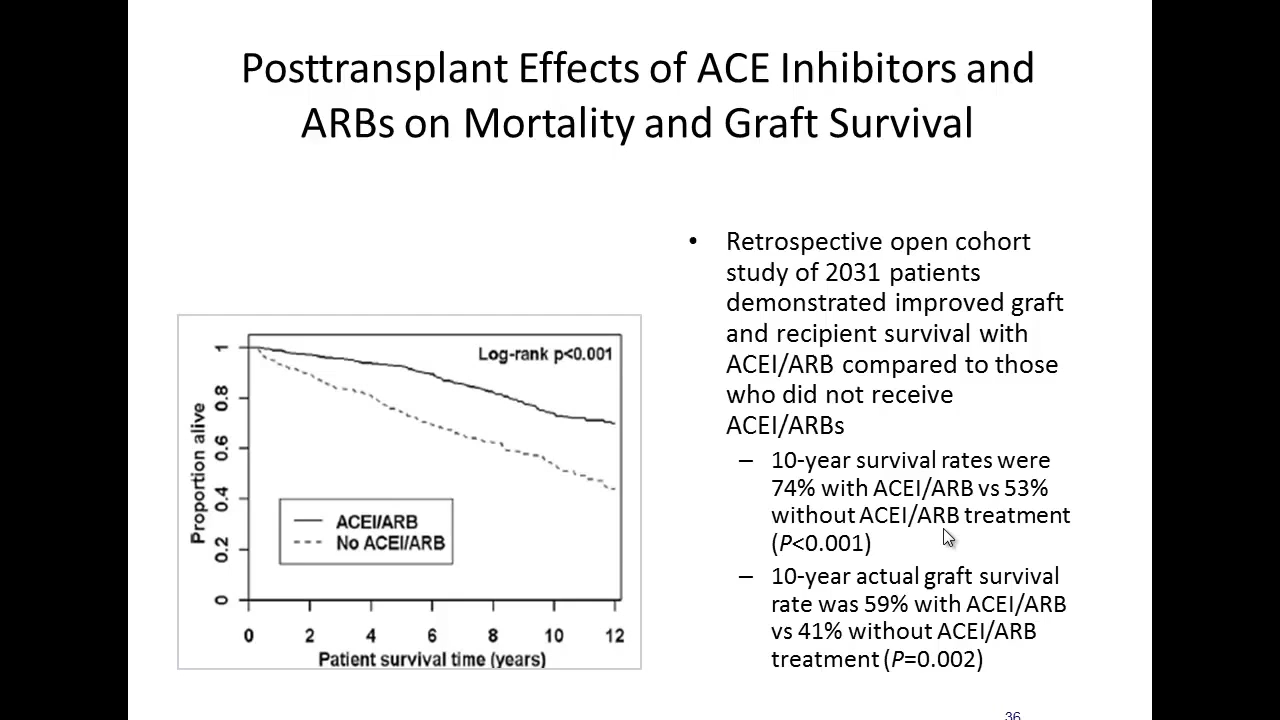 Posttransplant Effects of ACE Inhibitors and
ARBs on Mortality and Graft Survival
• Retrospective open cohort
study of 2031 patients
demonstrated improved graft
and recipient survival with
ACEI/ARB compared to those
who did not receive
ACEI/ARBs
– 10-year survival rates were
74% with ACEI/ARB vs 53%
without ACEI/ARB treatment
(P<0.001)
– 10-year actual graft survival
rate was 59% with ACEI/ARB
vs 41% without ACEI/ARB
treatment (P=0.002)
Log-rank p<0.001
Proportion alive
1
0.8
0.6
0.4
0.2
0
ACEI/ARB
No ACEI/ARB
0 2 4 6 8 10 12
Patient survival time (years)
36